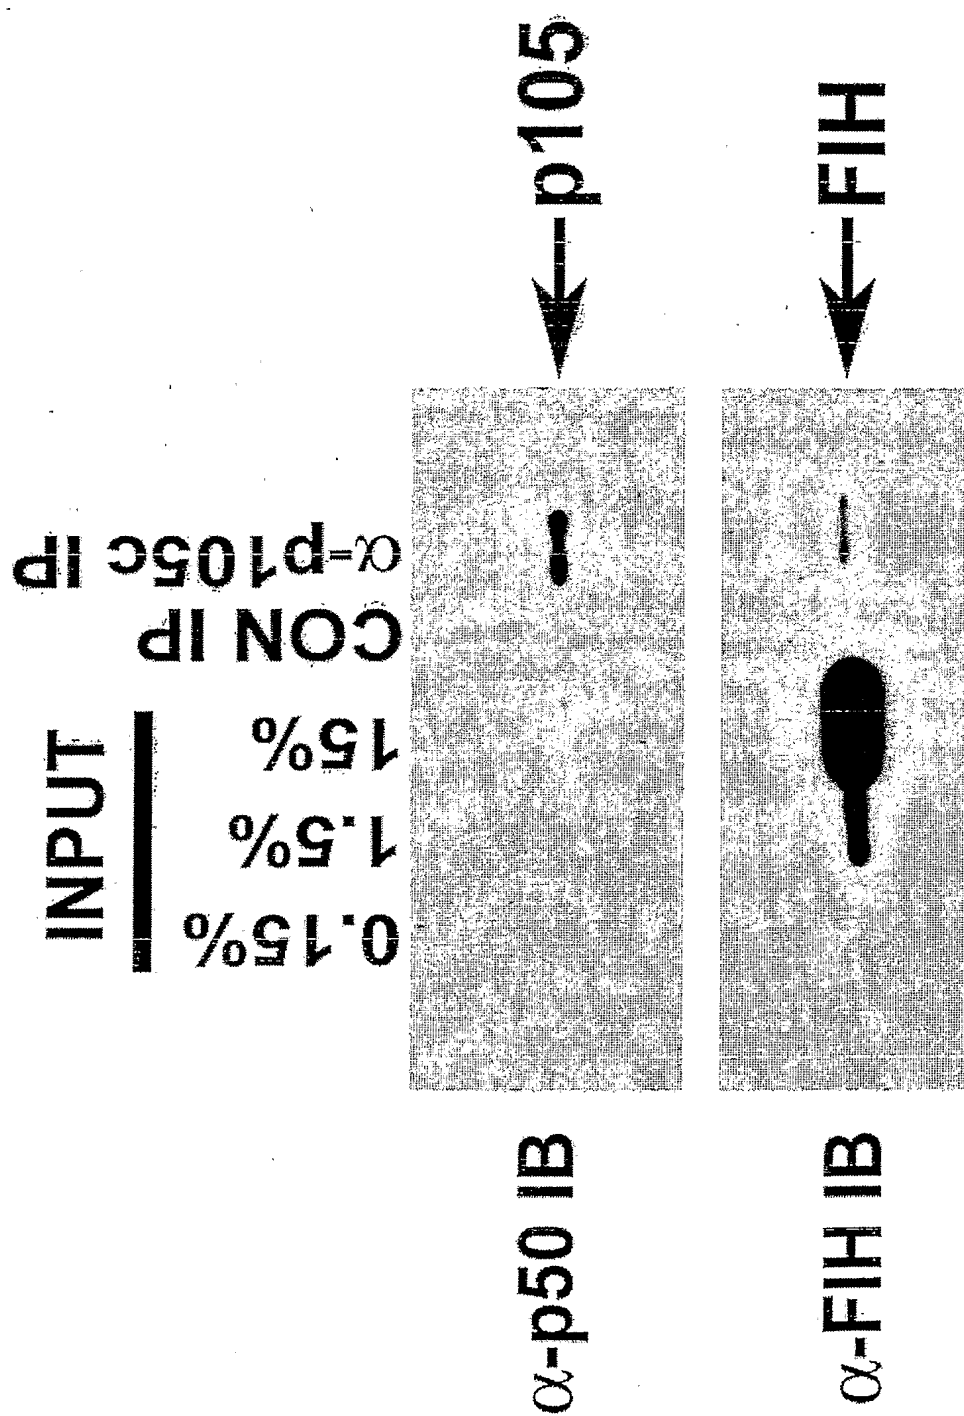 INPUT
0.15%
1.5%
15%
CON IP
α-p105c IP
α-p50 IB
p105
α-FIH IB
FIH